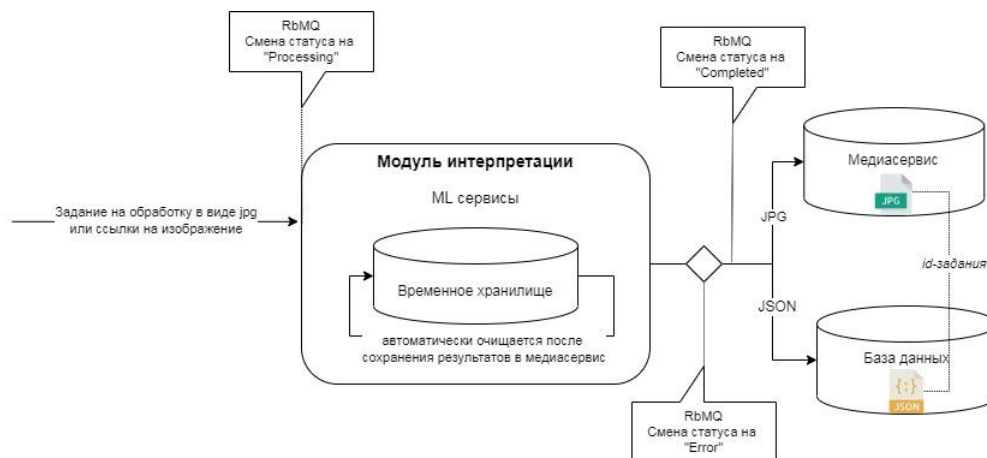 RbMQ
Смена статуса на
"Processing"
RbMQ
Смена статуса на
"Completed"
Модуль интерпретации
ML сервисы
Задание на обработку в виде jpg
или ссылки на изображение
Временное хранилище
автоматически очищается после
сохранения результатов в медиасервис
JPG
JSON
Медиасервис
JPG
id-задания
База данных
{:}
JSON
RbMQ
Смена статуса на
"Error"